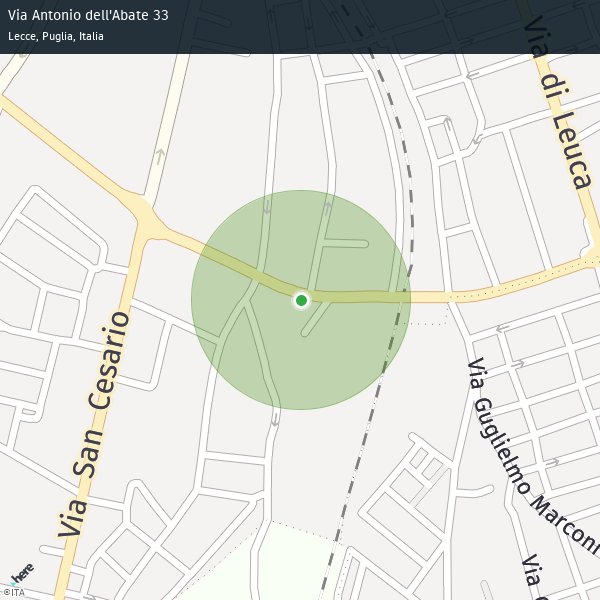 Via Antonio dell'Abate 33
Lecce, Puglia, Italia
Via di Leuca
Via San Cesario
Via Guglielmo Marconi
Via
here
©ITA